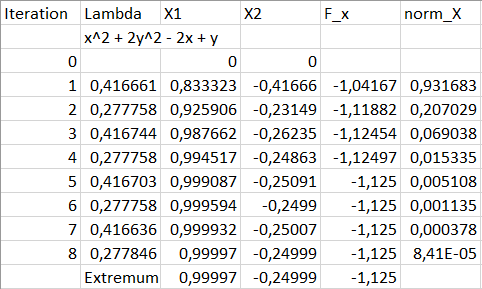 Iteration Lambda X1 X2 F_x norm_X
x^2 + 2y^2 - 2x + y
0 0 0
1 0,416661 0,833323 -0,41666 -1,04167 0,931683
2 0,277758 0,925906 -0,23149 -1,11882 0,207029
3 0,416744 0,987662 -0,26235 -1,12454 0,069038
4 0,277758 0,994517 -0,24863 -1,12497 0,015335
5 0,416703 0,999087 -0,25091 -1,125 0,005108
6 0,277758 0,999594 -0,2499 -1,125 0,001135
7 0,416636 0,999932 -0,25007 -1,125 0,000378
8 0,277846 0,99997 -0,24999 -1,125 8,41E-05
Extremum 0,99997 -0,24999 -1,125